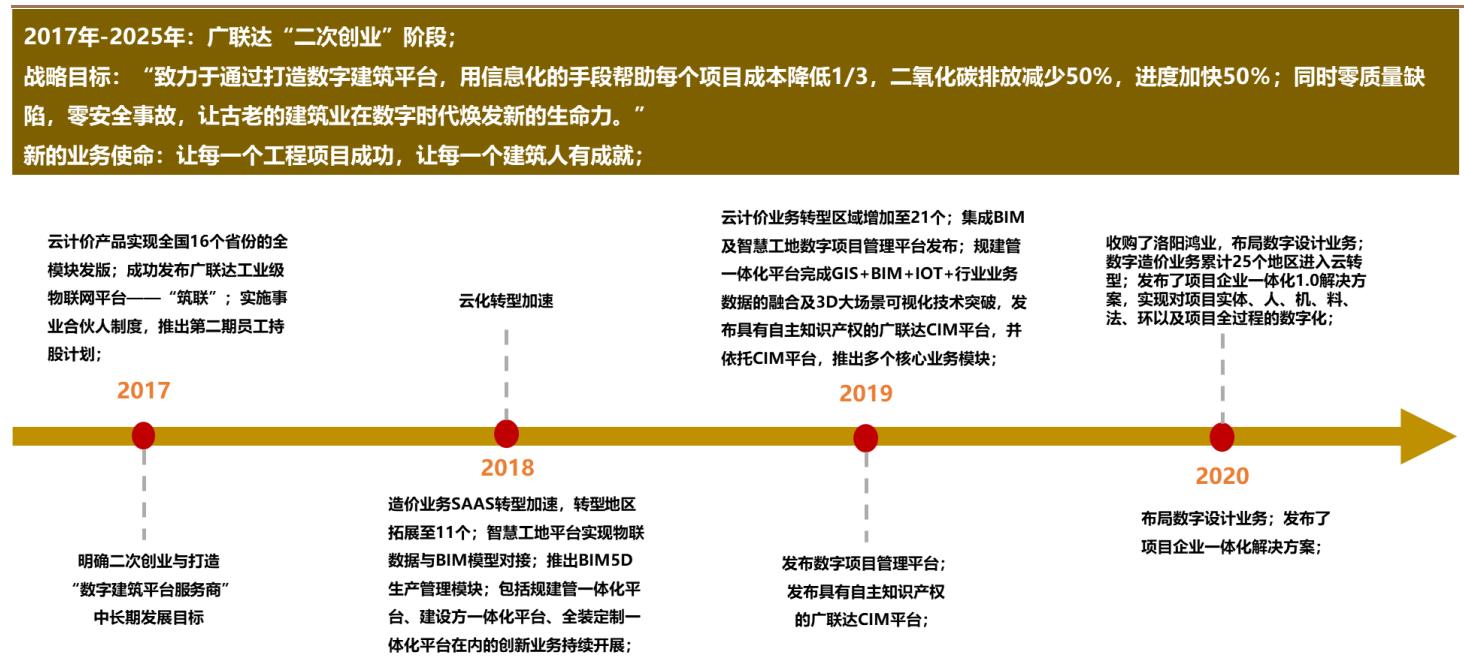 2017年-2025年：广联达“二次创业”阶段；
战略目标：“致力于通过打造数字建筑平台，用信息化的手段帮助每个项目成本降低1/3，二氧化碳排放减少50%，进度加快50%；同时零质量缺
陷，零安全事故，让古老的建筑业在数字时代焕发新的生命力。”
新的业务使命：让每一个工程项目成功，让每一个建筑人有成就；
云计价产品实现全国16个省份的全
模块发版；成功发布广联达工业级
物联网平台——“筑联”；实施事
业合伙人制度，推出第二期员工持
股计划；
2017
明确二次创业与打造
“数字建筑平台服务商”
中长期发展目标
云化转型加速
2018
造价业务SAAS转型加速，转型地区
拓展至11个；智慧工地平台实现物联
数据与BIM模型对接；推出BIM5D
生产管理模块；包括规建管一体化平
台、建设方一体化平台、全装定制一
体化平台在内的创新业务持续开展；
云计价业务转型区域增加至21个；集成BIM
及智慧工地数字项目管理平台发布；规建管
一体化平台完成GIS+BIM+IOT+行业业务
数据的融合及3D大场景可视化技术突破，发
布具有自主知识产权的广联达CIM平台，并
依托CIM平台，推出多个核心业务模块；
2019
发布数字项目管理平台；
发布具有自主知识产权
的广联达CIM平台；
收购了洛阳鸿业，布局数字设计业务；
数字造价业务累计25个地区进入云转
型；发布了项目企业一体化1.0解决方
案，实现对项目实体、人、机、料、
法、环以及项目全过程的数字化；
2020
布局数字设计业务；发布了
项目企业一体化解决方案；